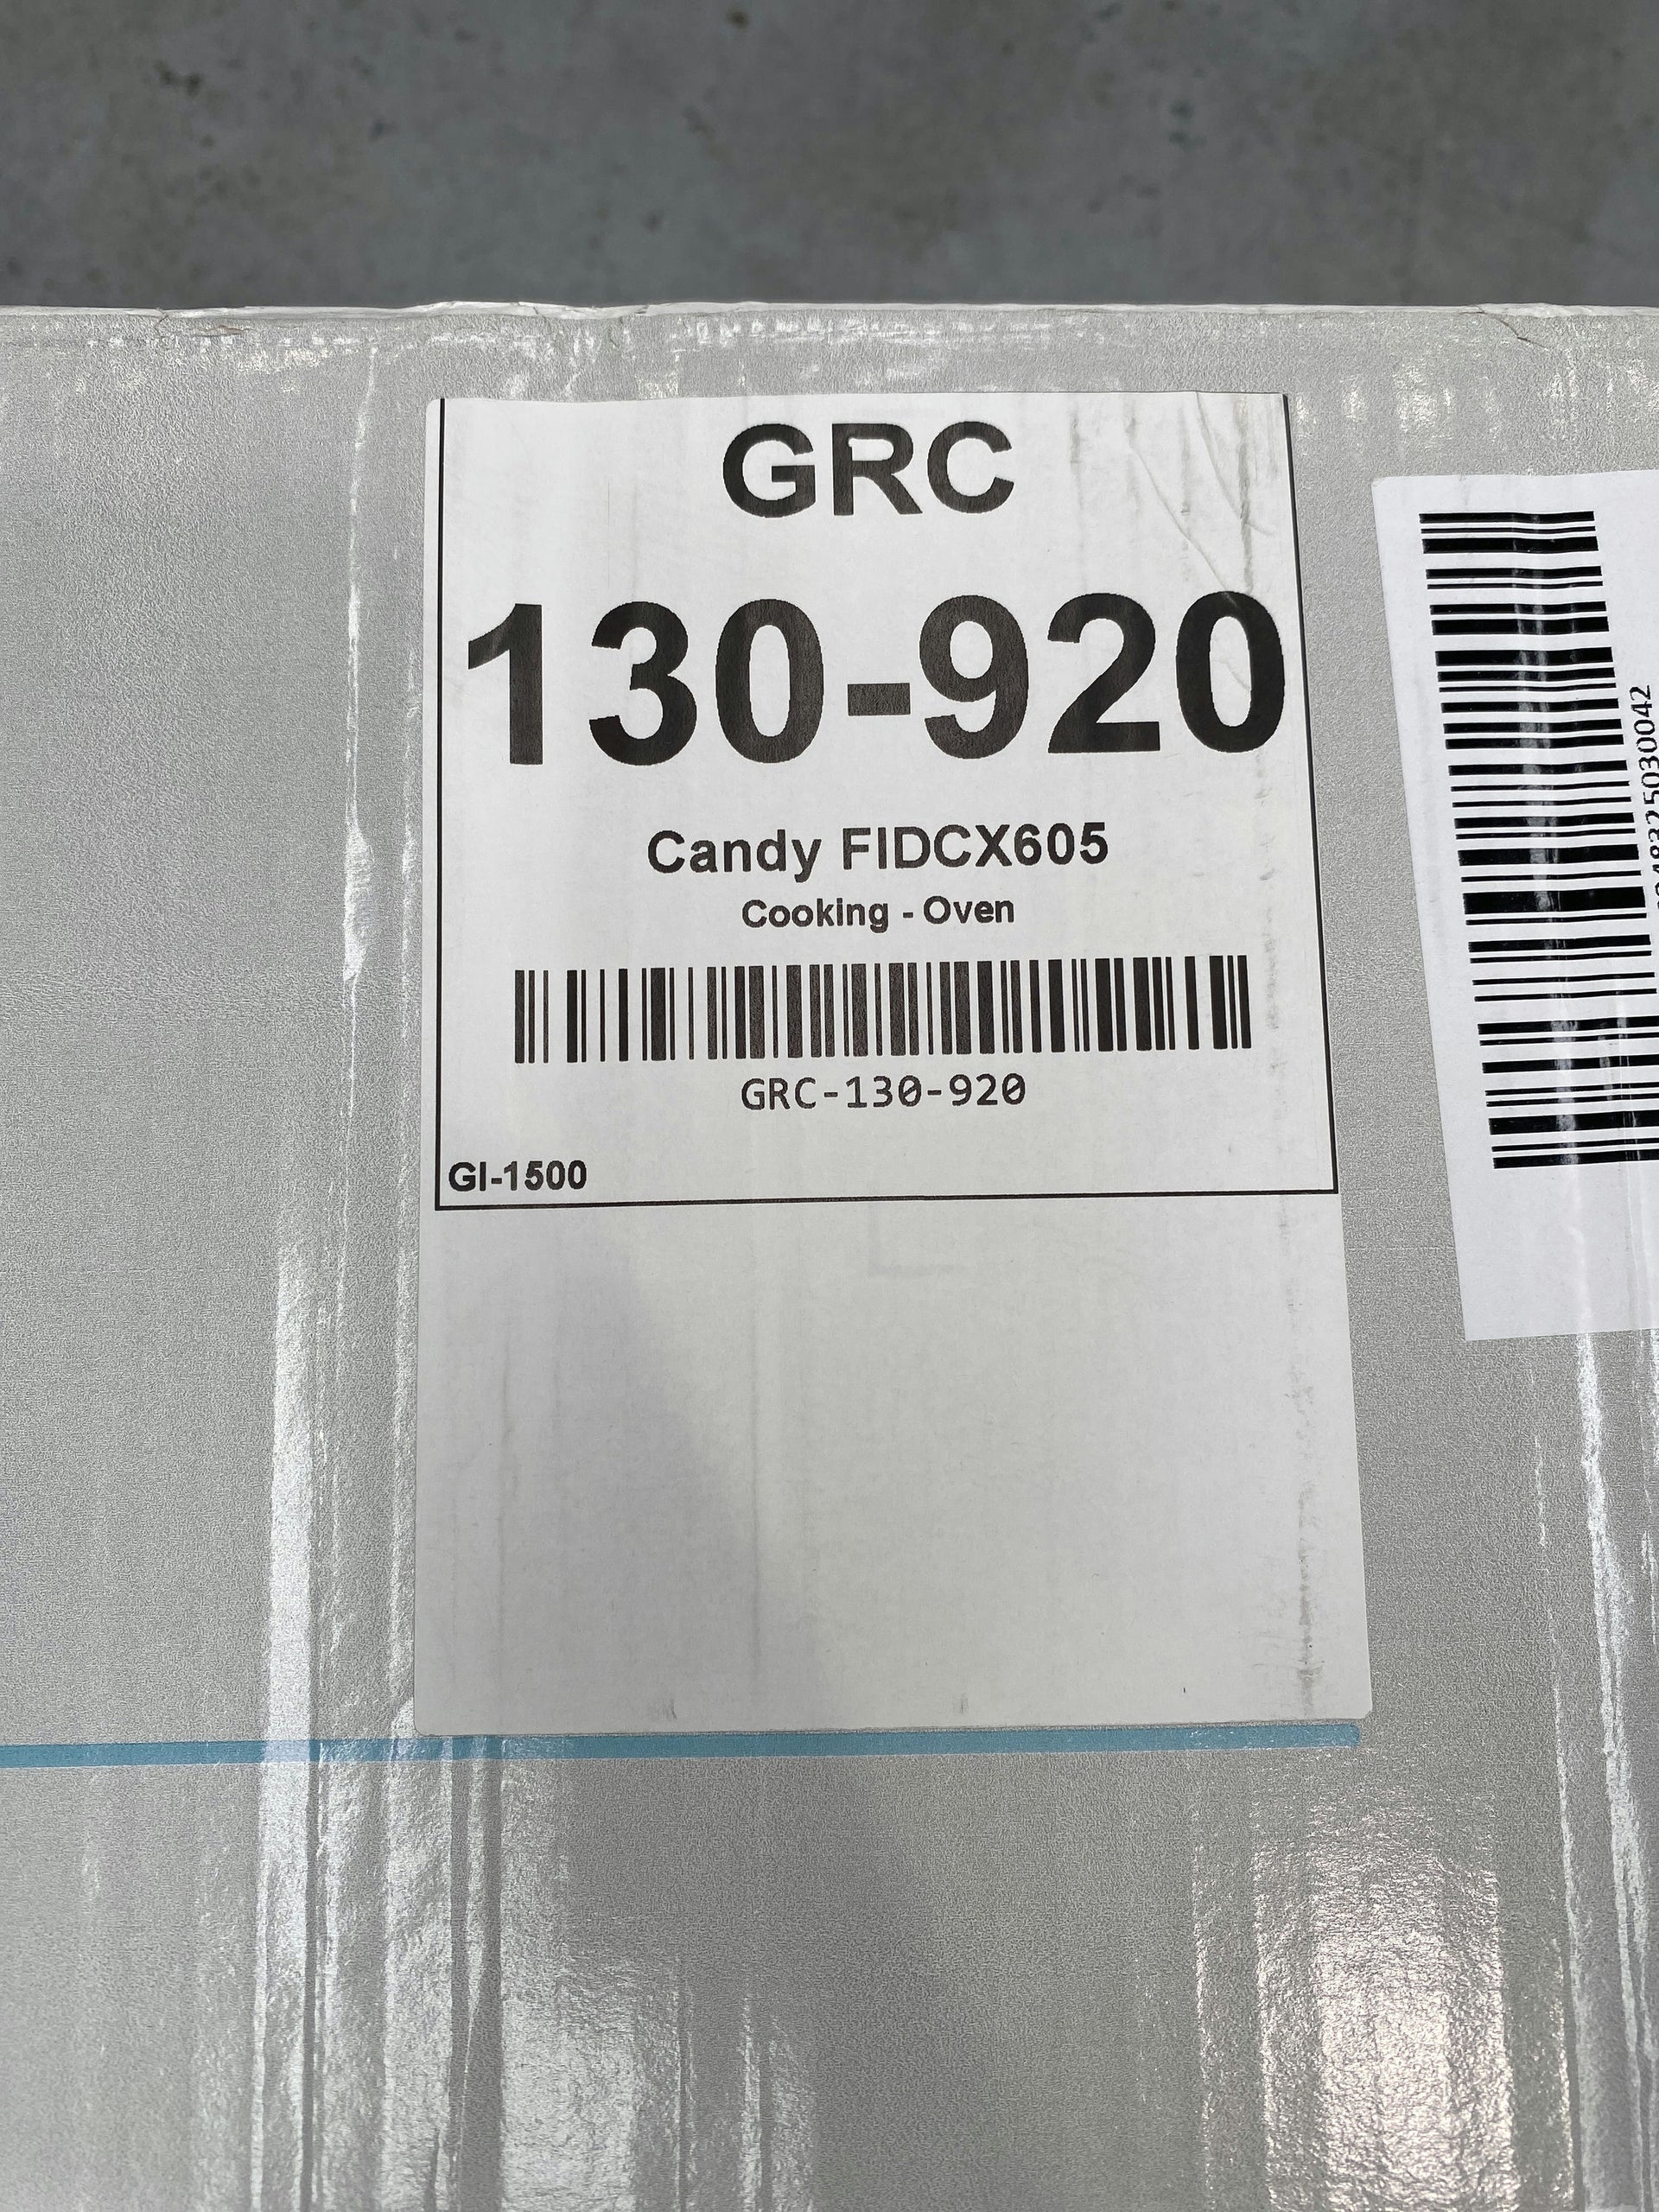 GRC
130-920
Candy FIDCX605
Cooking - Oven
GRC-130-920
GI-1500